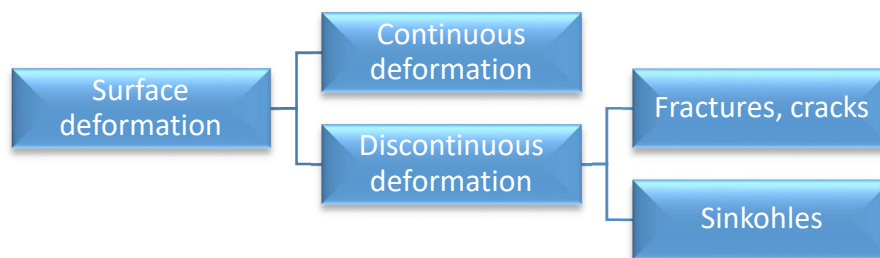 Surface
deformation
Continuous
deformation
Discontinuous
deformation
Fractures, cracks
Sinkohles